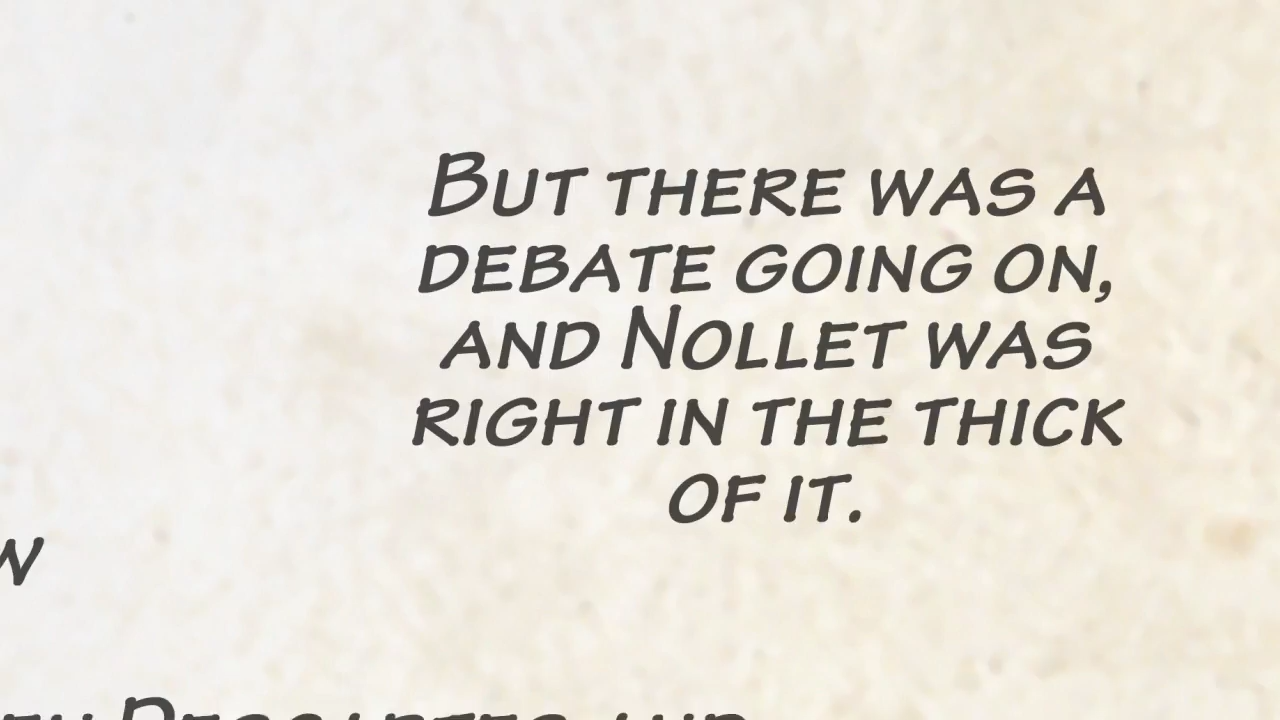 But there was a
debate going on,
and Nollet was
right in the thick
of it.